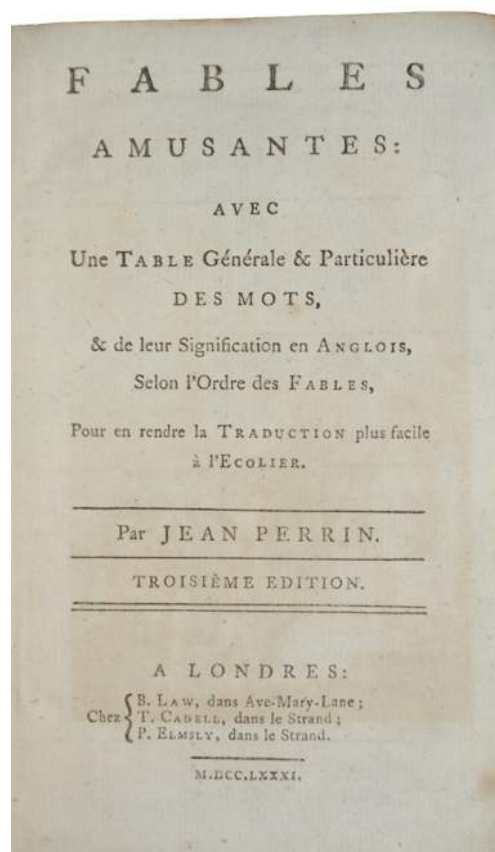 FABLES
AMUSANTES:
AVEC
Une TABLE Générale & Particulière
DES MOTS,
& de leur Signification en ANGLOIS,
Selon l'Ordre des FABLES,
Pour en rendre la TRADUCTION plus facile
à l'ECOLIER.
Par JEAN PERRIN.
TROISIÈME EDITION.
A LONDRES:
B. LAW, dans Ave-Mary-Lane;
Chez T. CADELL, dans le Strand;
P. ELMSLY, dans le Strand.
M.DCC.LXXXI.